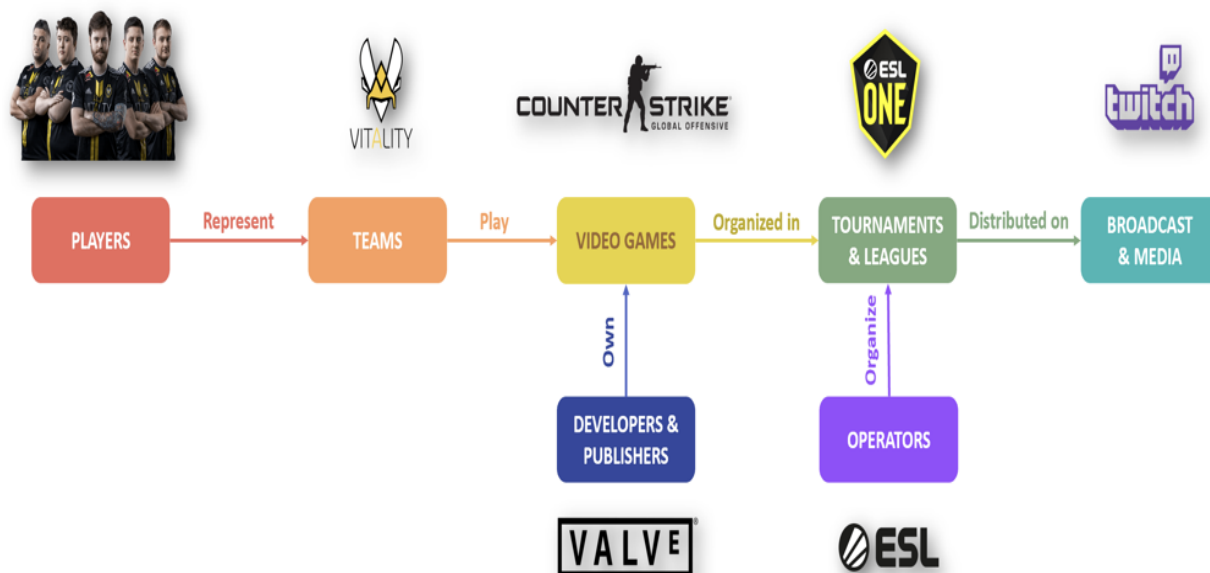 VITALITY
COUNTER STRIKE
GLOBAL OFFENSIVE
ESL
ONE
twitch
PLAYERS
Represent
TEAMS
Play
VIDEO GAMES
Organized in
TOURNAMENTS
& LEAGUES
Distributed on
BROADCAST
& MEDIA
Own
Organize
DEVELOPERS &
PUBLISHERS
OPERATORS
VALVE®
ESL